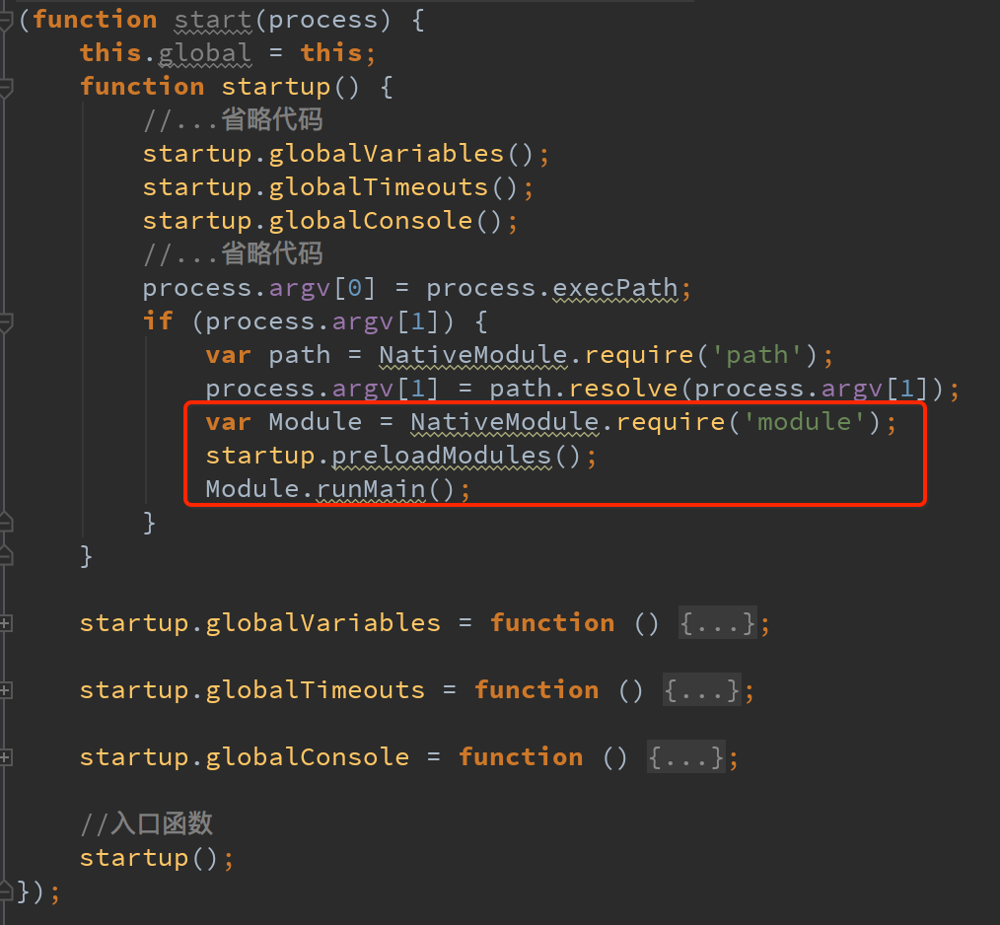 (function start(process) {
    this.global = this;
    function startup() {
        //...省略代码
        startup.globalVariables();
        startup.globalTimeouts();
        startup.globalConsole();
        //...省略代码
        process.argv[0] = process.execPath;
        if (process.argv[1]) {
            var path = NativeModule.require('path');
            process.argv[1] = path.resolve(process.argv[1]);
            var Module = NativeModule.require('module');
            startup.preloadModules();
            Module.runMain();
        }
    }
    startup.globalVariables = function () {...};
    startup.globalTimeouts = function () {...};
    startup.globalConsole = function () {...};
    //入口函数
    startup();
});